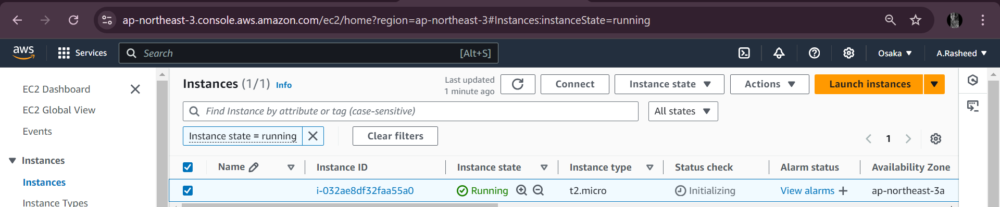 ap-northeast-3.console.aws.amazon.com/ec2/home?region=ap-northeast-3#Instances:instanceState=running
aws Services Search [Alt+S] Osaka A.Rasheed
EC2 Dashboard
EC2 Global View
Events
Instances
Instances
Instance Types
Instances (1/1) Info
Last updated
1 minute ago
Connect Instance state Actions Launch instances
Find Instance by attribute or tag (case-sensitive) All states
Instance state = running Clear filters
1
Name Instance ID Instance state Instance type Status check Alarm status Availability Zone
i-032ae8df32faa55a0 Running t2.micro Initializing View alarms + ap-northeast-3a